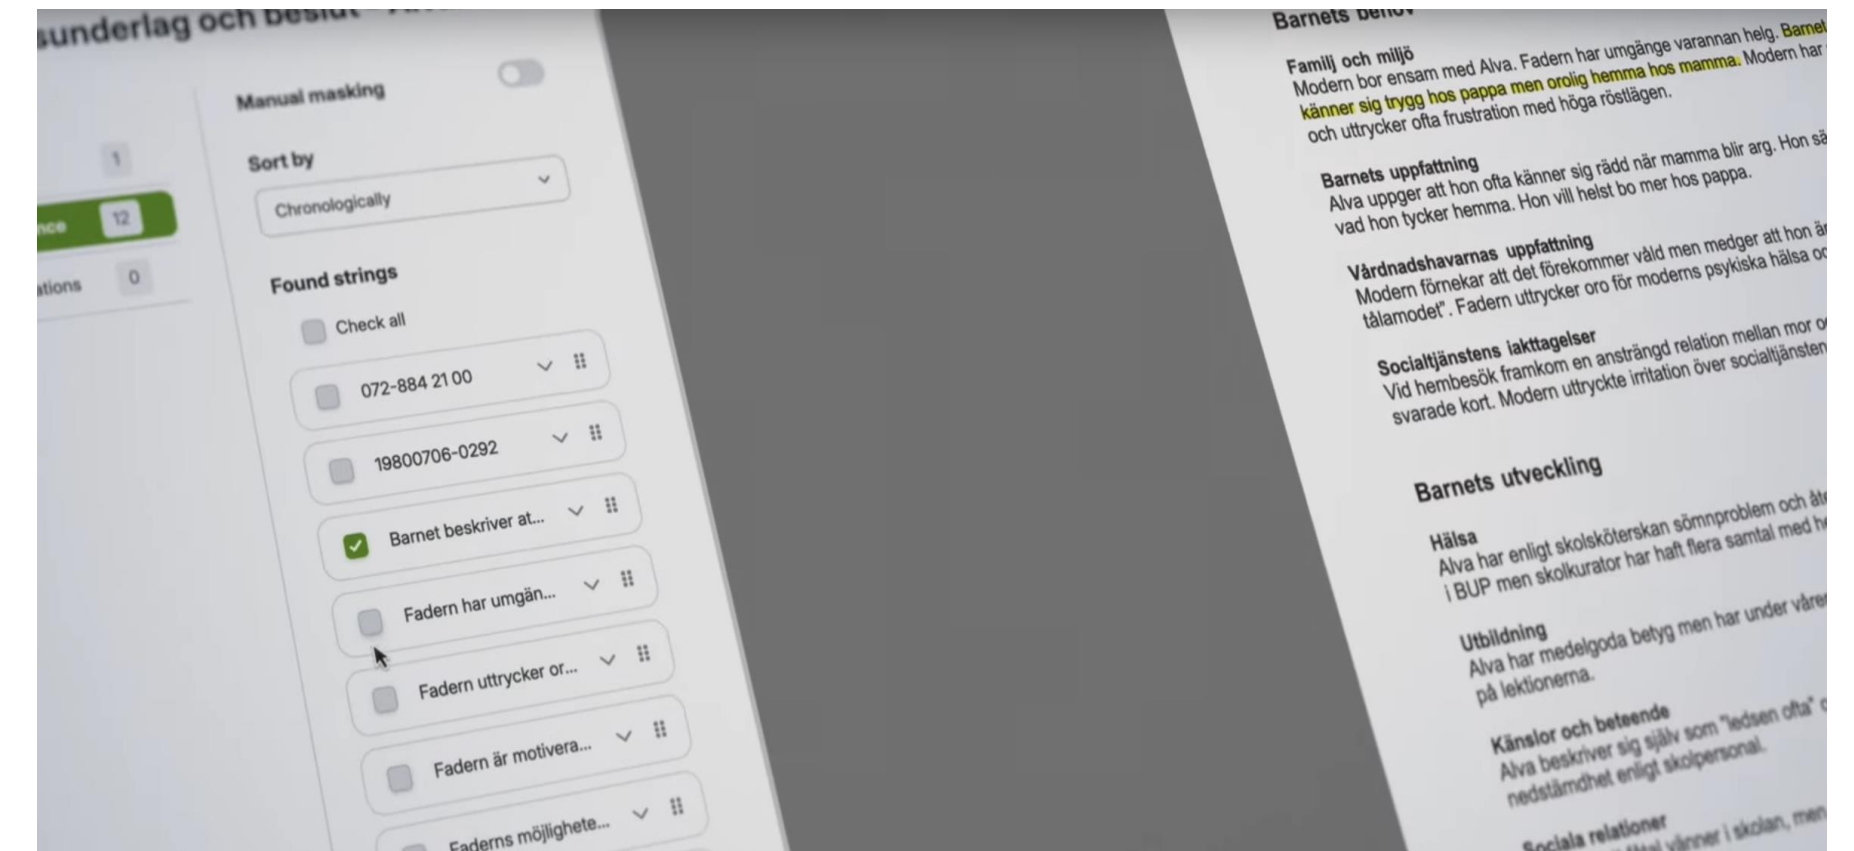 sunderlag och beslut
Manual masking
1
Sort by
nce 12
Chronologically
ations 0
Found strings
Check all
072-884 21 00
19800706-0292
Barnet beskriver at...
Fadern har umgän...
Fadern uttrycker or...
Fadern är motivera...
Faderns möjlighete...
Barnets behov
Familj och miljö
Modern bor ensam med Alva. Fadern har umgänge varannan helg. Barnet
känner sig trygg hos pappa men orolig hemma hos mamma. Modern har
och uttrycker ofta frustration med höga röstlägen.
Barnets uppfattning
Alva uppger att hon ofta känner sig rädd när mamma blir arg. Hon sä
vad hon tycker hemma. Hon vill helst bo mer hos pappa.
Vårdnadshavarnas uppfattning
Modern förnekar att det förekommer våld men medger att hon är
tålamodet". Fadern uttrycker oro för moderns psykiska hälsa oc
Socialtjänstens iakttagelser
Vid hembesök framkom en ansträngd relation mellan mor o
svarade kort. Modern uttryckte irritation över socialtjänsten
Barnets utveckling
Hälsa
Alva har enligt skolsköterskan sömnproblem och åte
i BUP men skolkurator har haft flera samtal med he
Utbildning
Alva har medelgoda betyg men har under våren
på lektionerna.
Känslor och beteende
Alva beskriver sig själv som "ledsen ofta" o
nedstämdhet enligt skolpersonal.
Sociala relationer
vänner i skolan, men